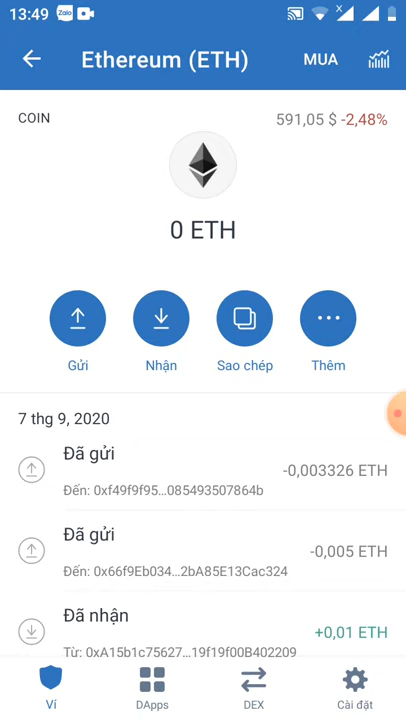 13:49 Zalo
Ethereum (ETH) MUA
COIN 591,05 $ -2,48%
0 ETH
Gửi Nhận Sao chép Thêm
7 thg 9, 2020
Đã gửi
-0,003326 ETH
Đến: 0xf49f9f95...085493507864b
Đã gửi
-0,005 ETH
Đến: 0x66f9Eb034...2bA85E13Cac324
Đã nhận
+0,01 ETH
Từ: 0xA15b1c75627...19f19f00B402209
Ví DApps DEX Cài đặt